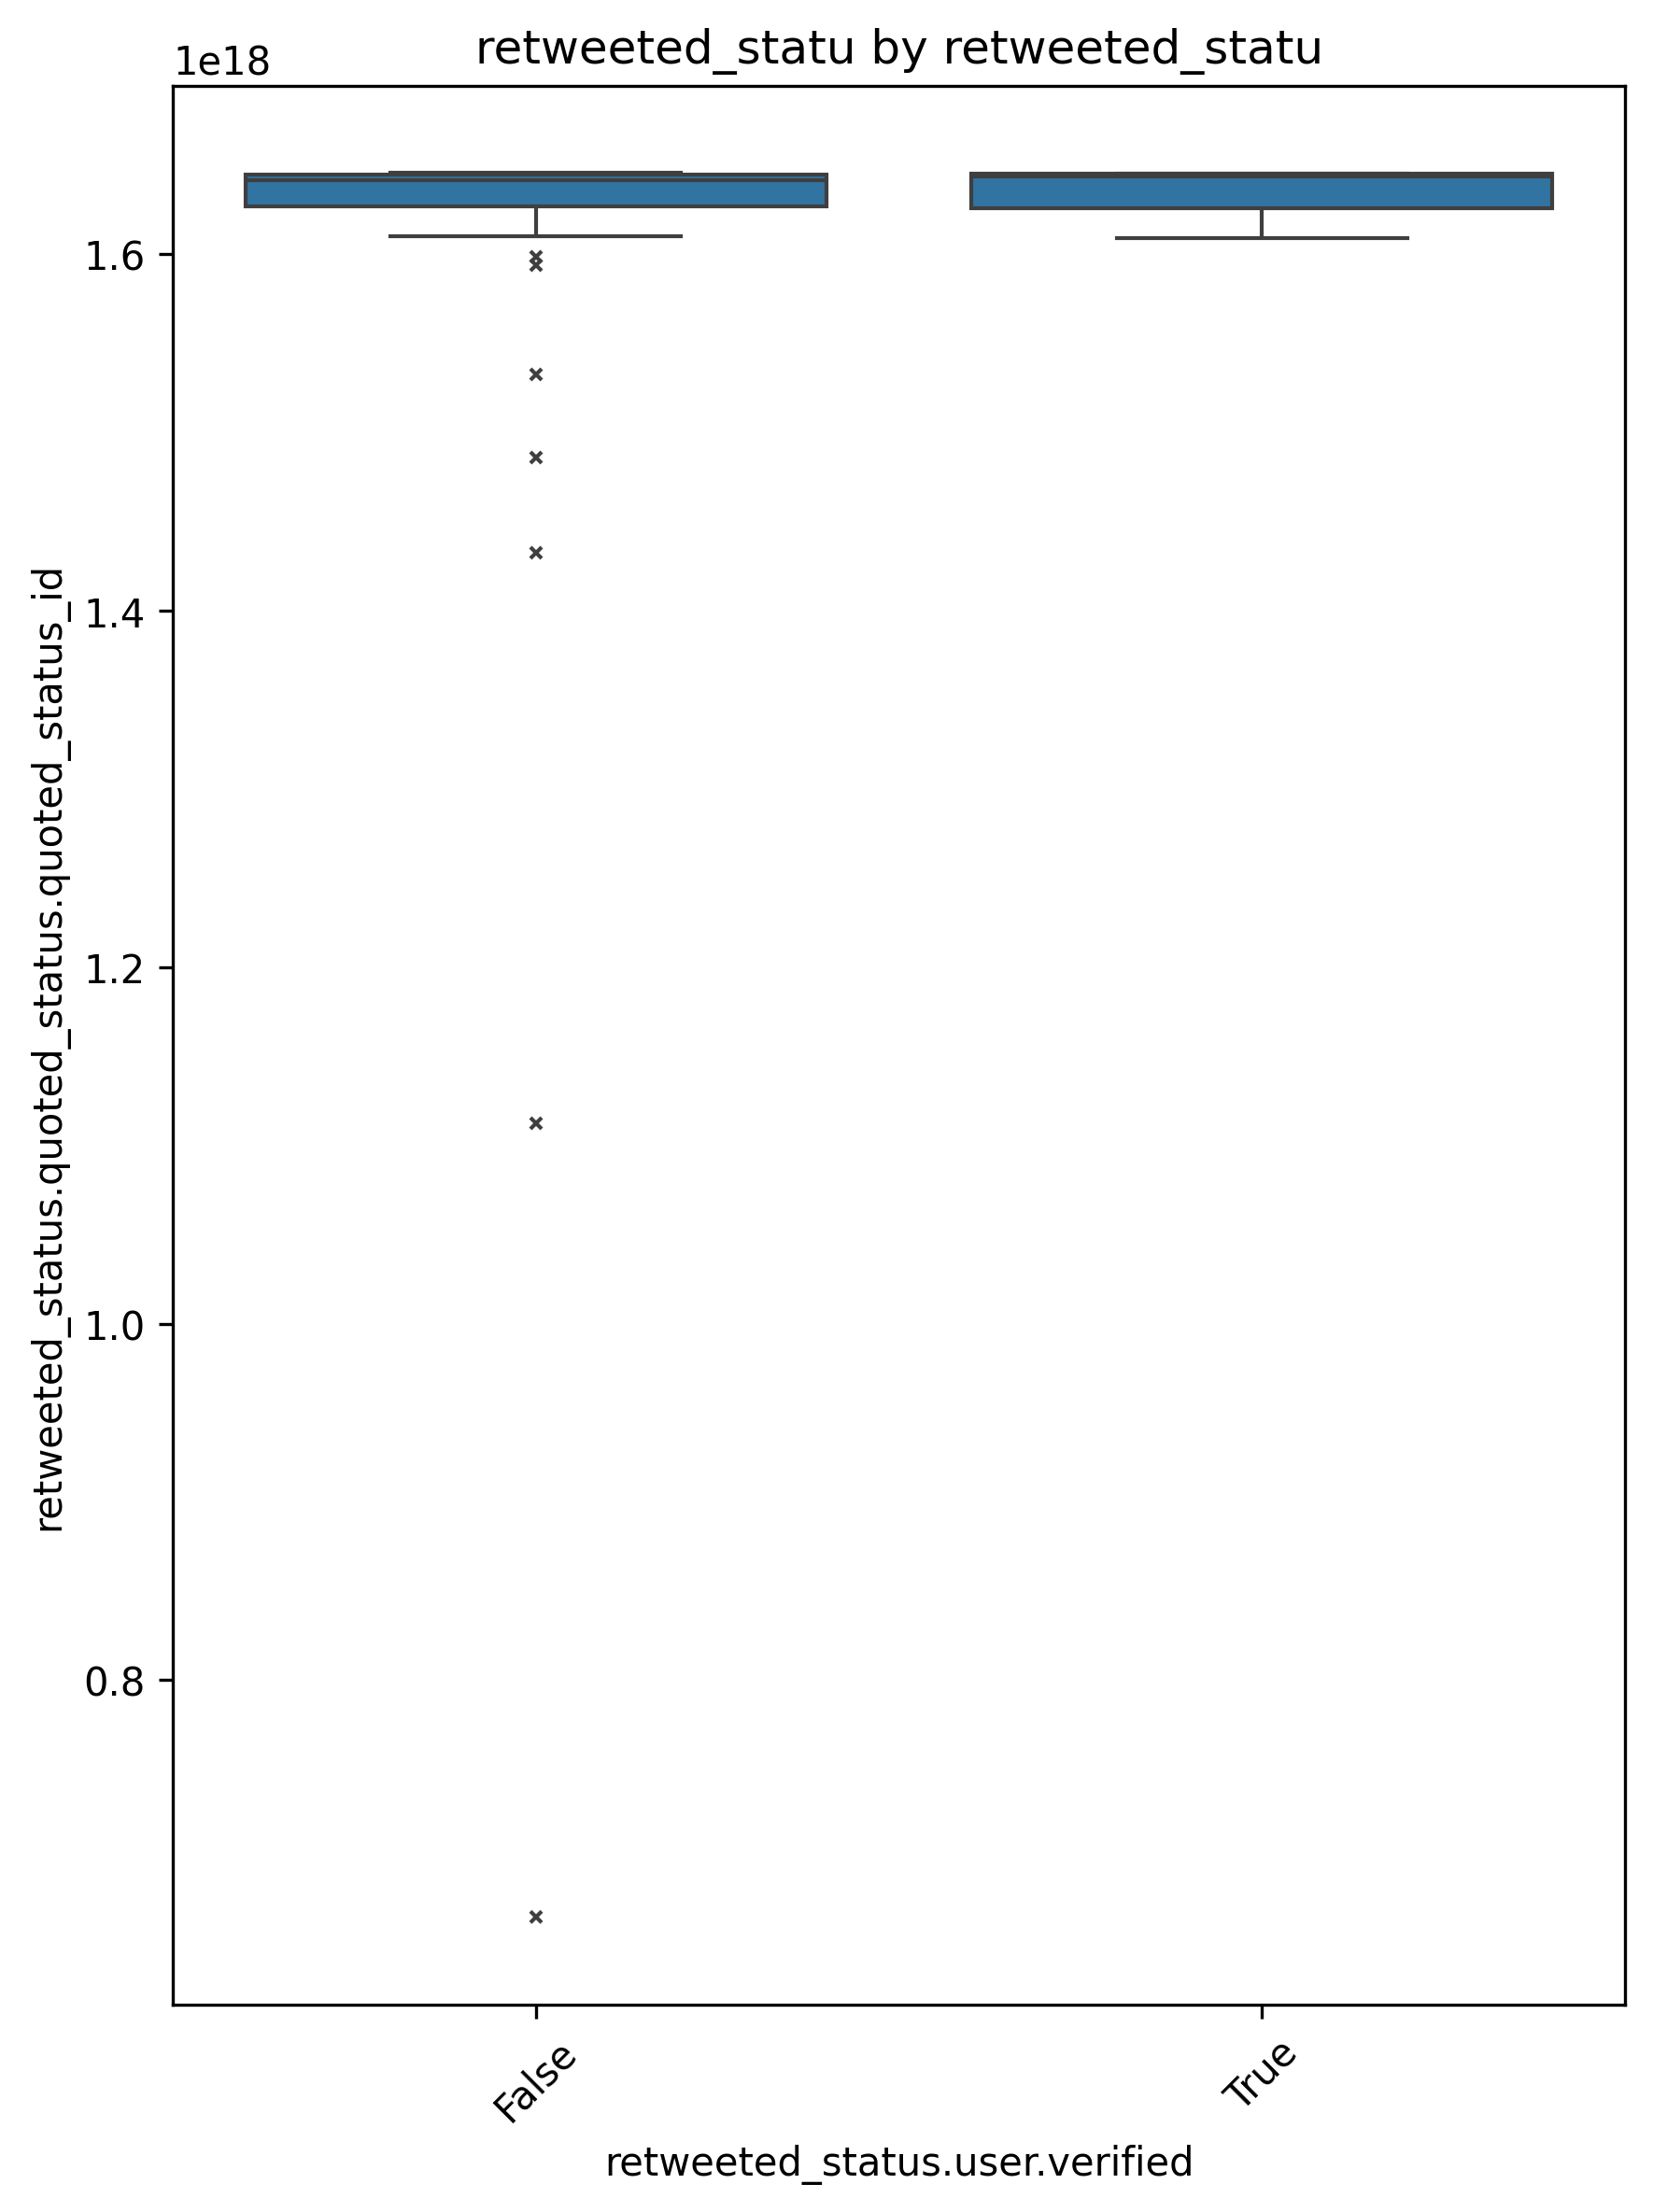 retweeted_statu by retweeted_statu
1e18
1.6
1.4
1.2
1.0
0.8
retweeted_status.quoted_status.quoted_status_id
False
True
retweeted_status.user.verified